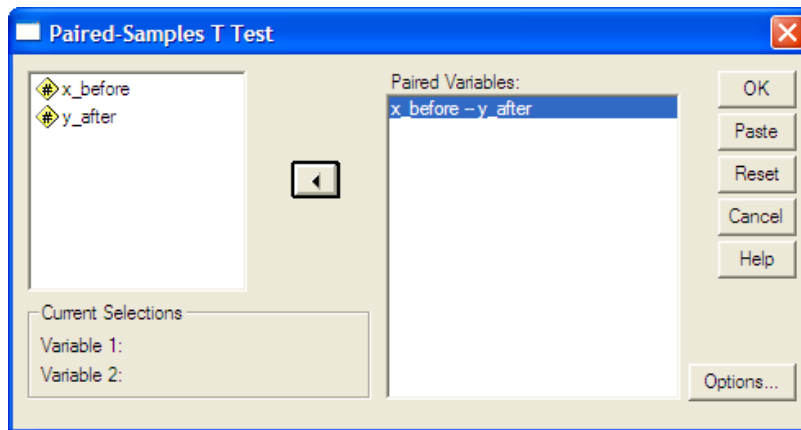 Paired-Samples T Test
x_before
y_after
Paired Variables:
x_before -- y_after
OK
Paste
Reset
Cancel
Help
Current Selections
Variable 1:
Variable 2:
Options...